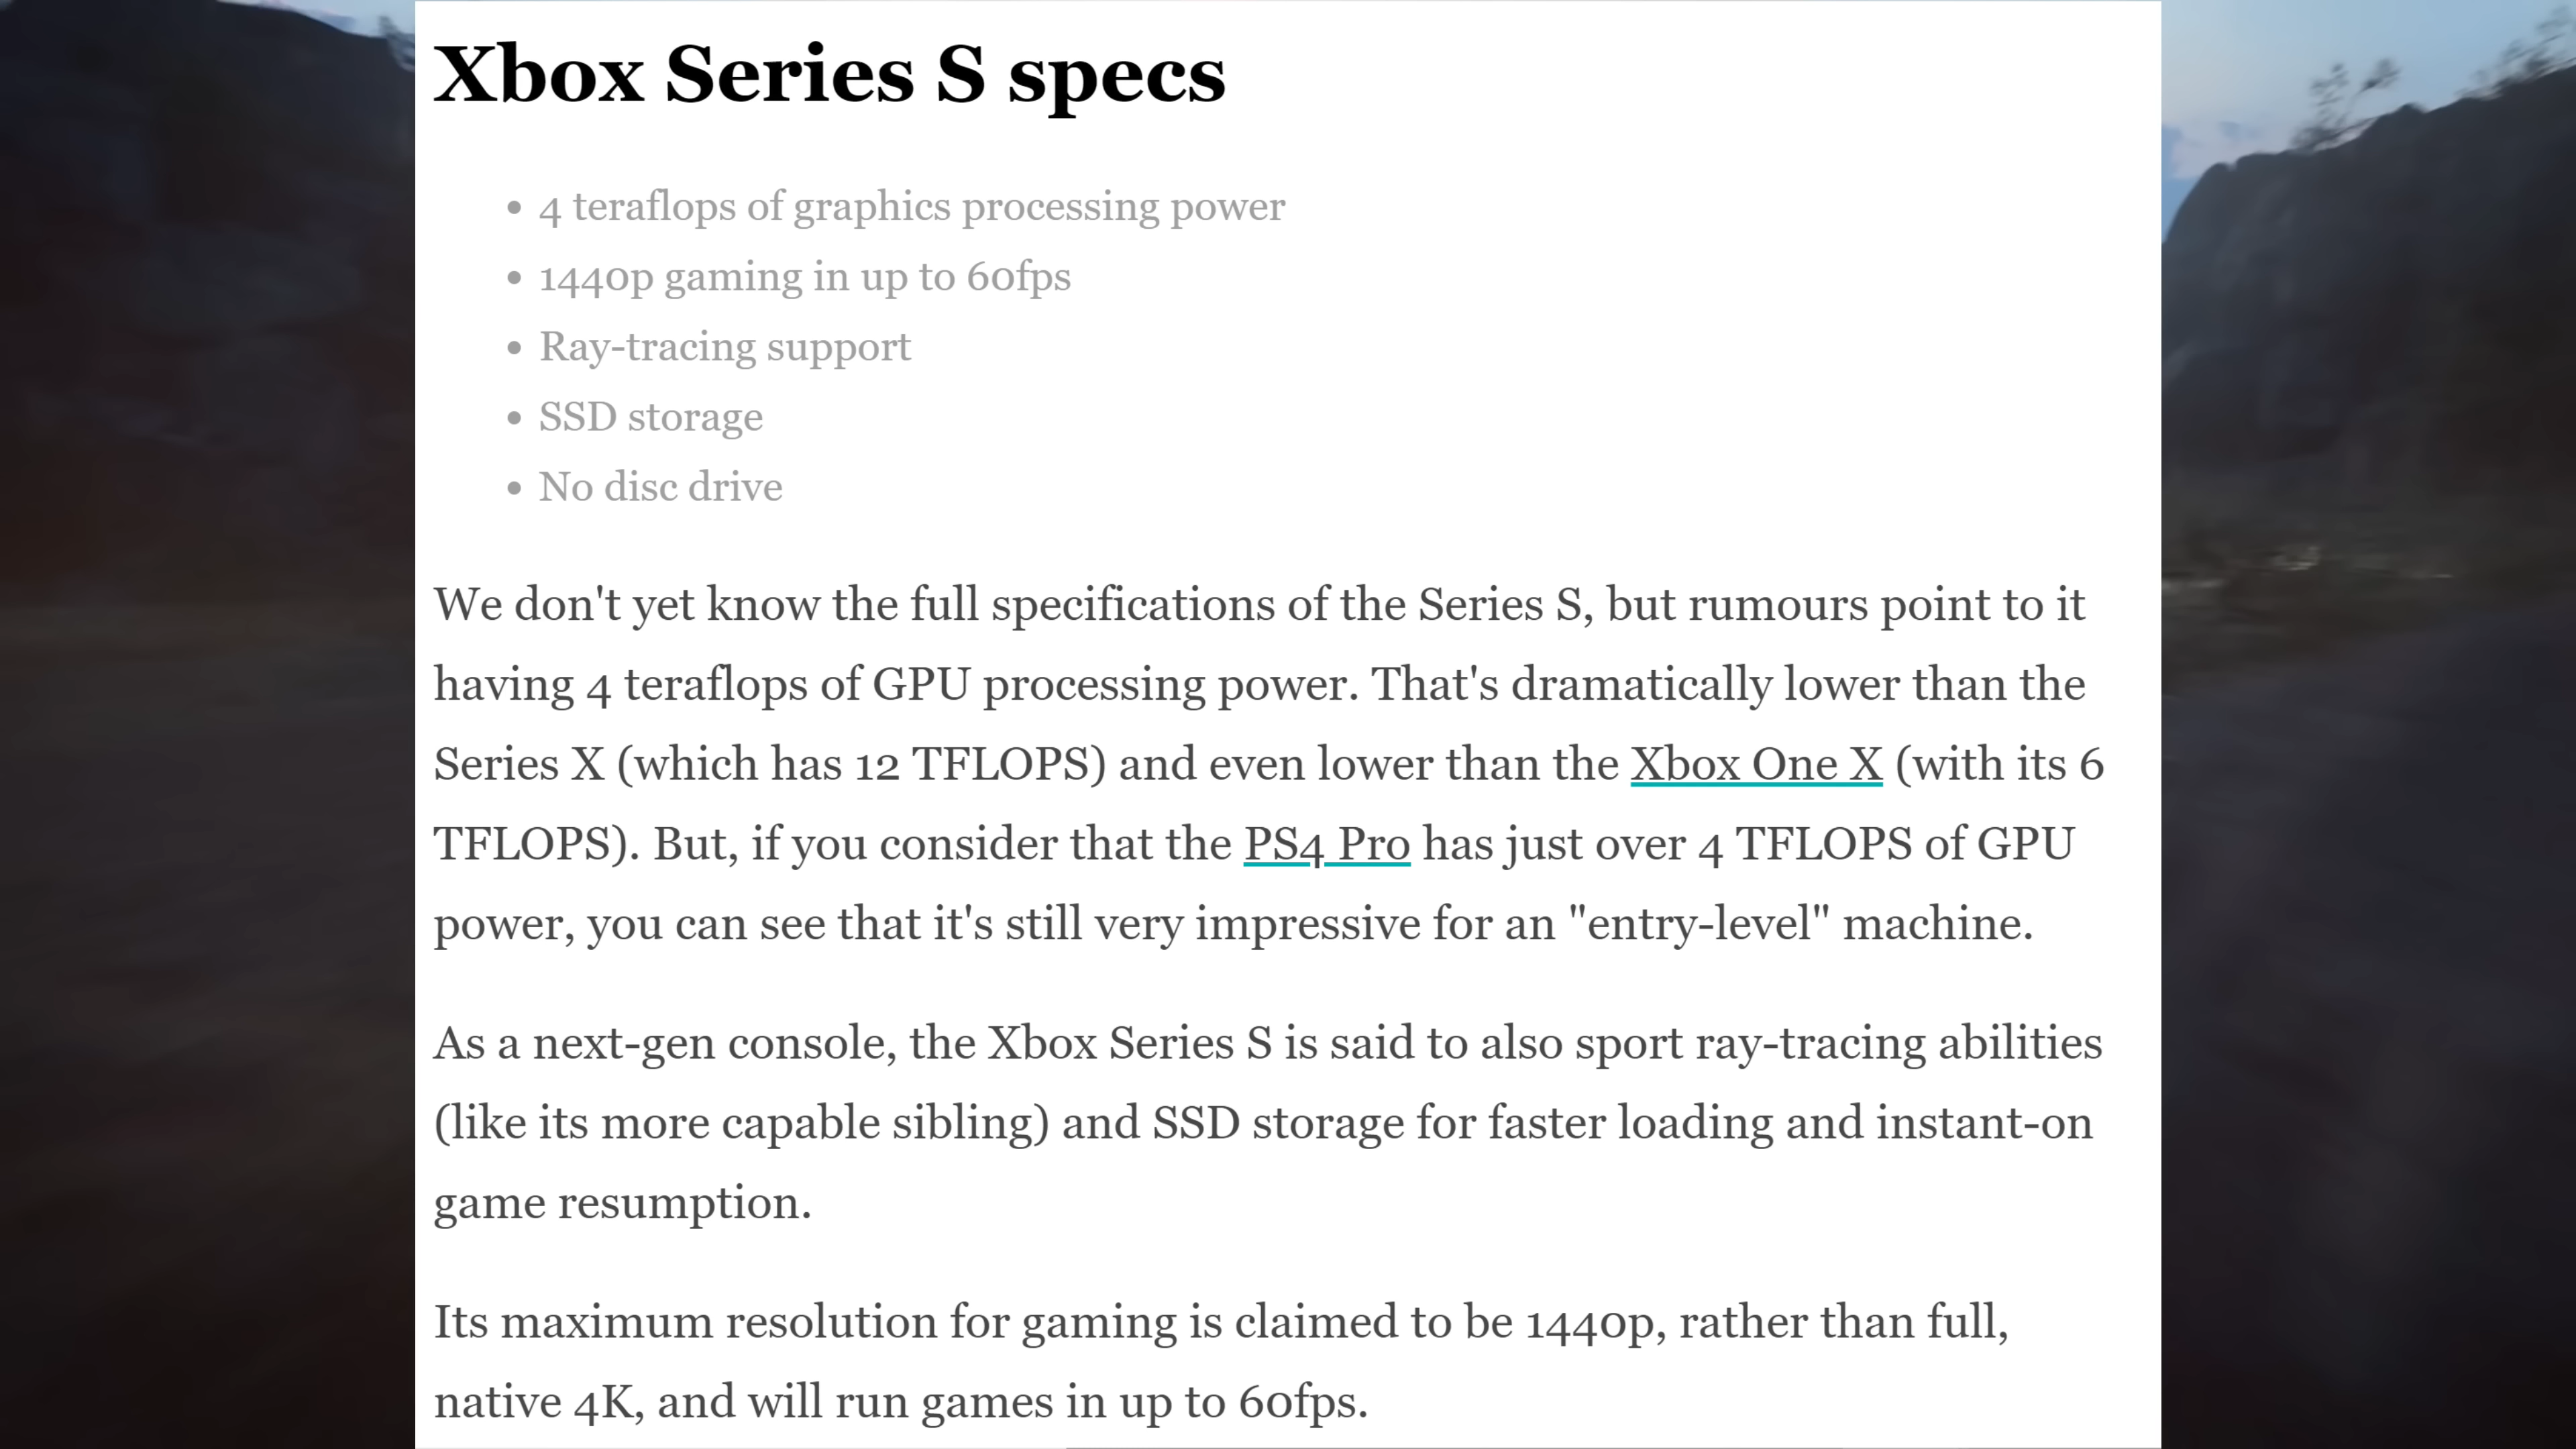 Xbox Series S specs
• 4 teraflops of graphics processing power
• 1440p gaming in up to 60fps
• Ray-tracing support
• SSD storage
• No disc drive
We don't yet know the full specifications of the Series S, but rumours point to it
having 4 teraflops of GPU processing power. That's dramatically lower than the
Series X (which has 12 TFLOPS) and even lower than the Xbox One X (with its 6
TFLOPS). But, if you consider that the PS4 Pro has just over 4 TFLOPS of GPU
power, you can see that it's still very impressive for an "entry-level" machine.
As a next-gen console, the Xbox Series S is said to also sport ray-tracing abilities
(like its more capable sibling) and SSD storage for faster loading and instant-on
game resumption.
Its maximum resolution for gaming is claimed to be 1440p, rather than full,
native 4K, and will run games in up to 60fps.